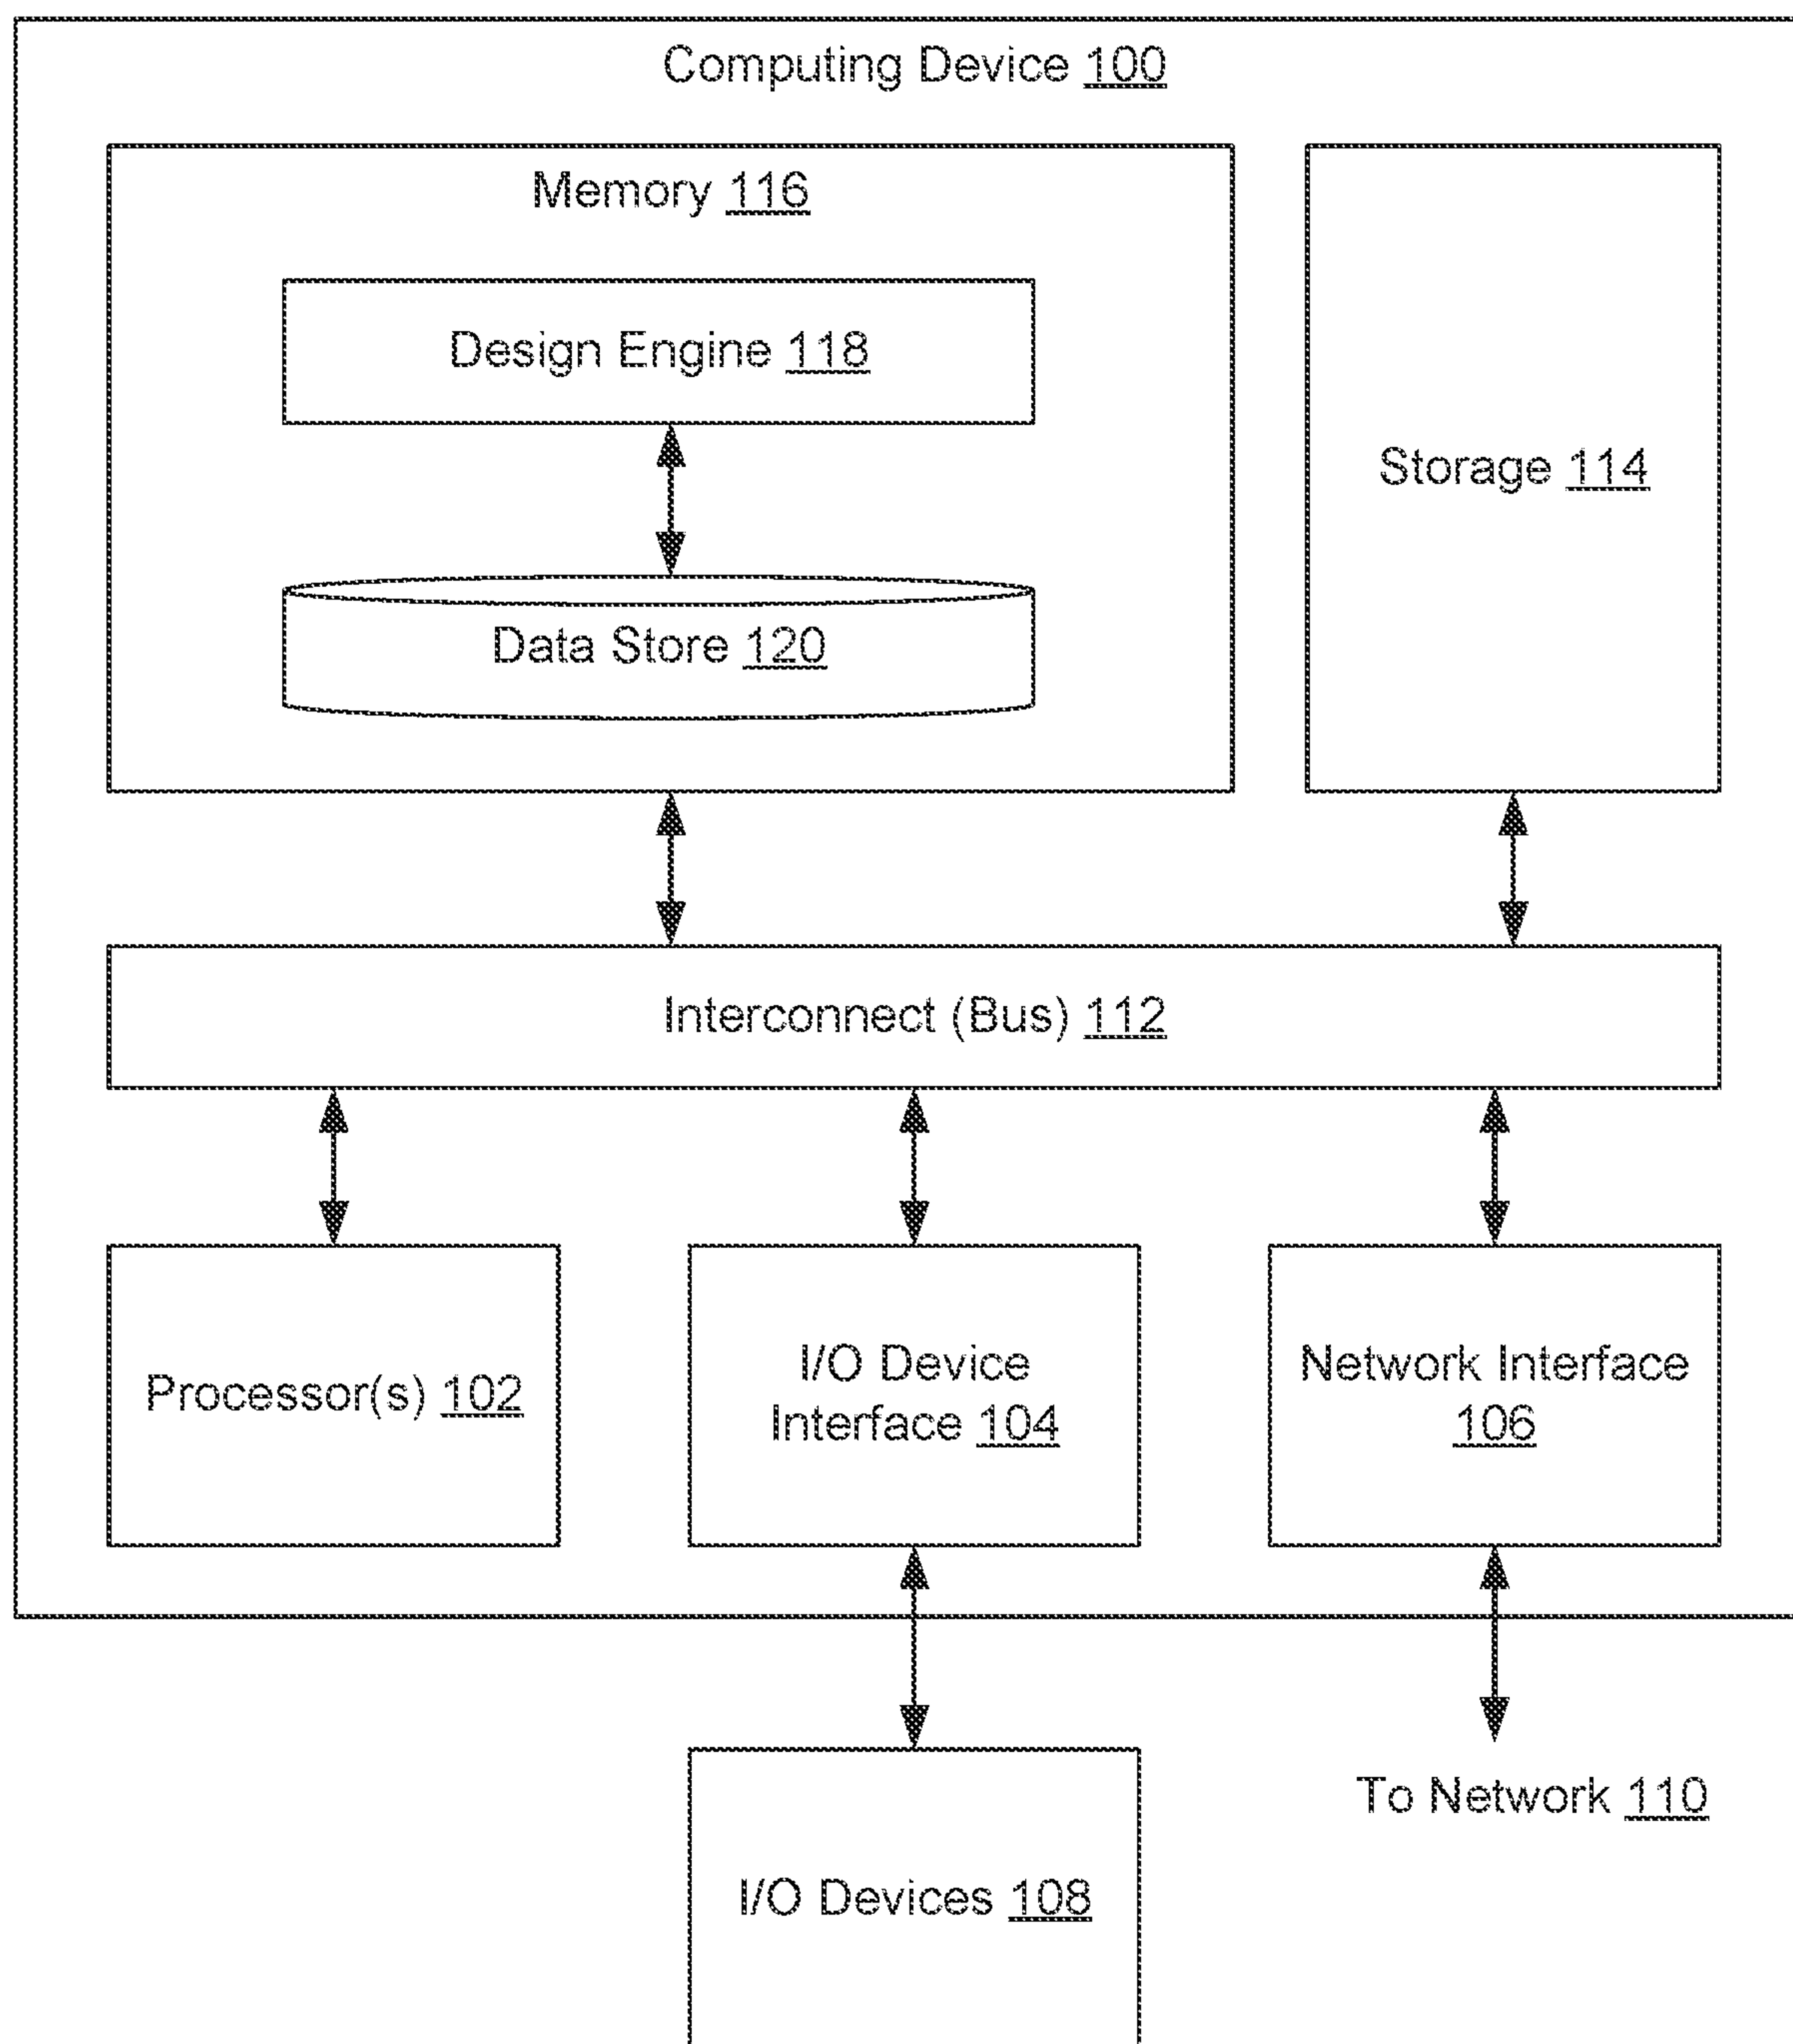 Computing Device 100
Memory 116
Design Engine 118
Data Store 120
Storage 114
Interconnect (Bus) 112
Processor(s) 102
I/O Device
Interface 104
Network Interface
106
To Network 110
I/O Devices 108